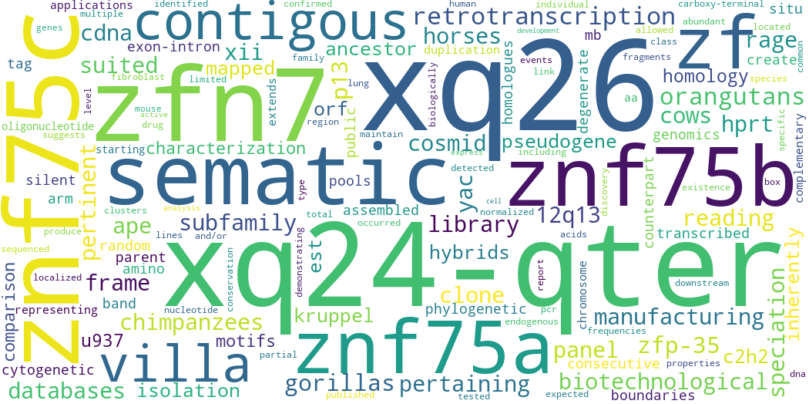 applications
identified
multiple
confirmed
human
individual
carboxy-terminal
genes
development
abundant
located
situ
contiguous
retrotranscription
zf
znf75c
cdna
horses
mb
allowed
class
rage
common
exon-intron
xii
ancestor
family
duplication
events
fragments
create
tag
suited
mapped
p13
homologues
link
species
fibroblast
lung
biologically
degenerate
homology
level
zfn7
extends
limited
xq26
aa
orangutans
mouse
region
orf
public
cows
hprt
specific
complementary
oligonucleotide
active
drug
maintain
cosmid
pseudogene
genomics
suggests
starting
characterization
express
including
discovery
box
pertinent
silent
sematic
type
pools
yac
detected
cell
znf75b
existence
arm
clusters
total
assembled
normalized
counterpart
produce
ape
subfamily
occurred
library
12q13
reading
random
analysis
acids
transcribed
sequenced
lines
and/or
est
demonstrating
hybrids
inherently
parent
xq24-qter
localized
amino
conservation
report
chromosome
downstream
comparison
frame
clone
representing
band
nucleotide
phylogenetic
pcr
endogenous
manufacturing
speciation
chimpanzees
kruppel
frequencies
u937
motifs
znf75a
panel
zfp-35
c2h2
villa
partial
consecutive
properties
dna
cytogenetic
gorillas
pertaining
biotechnological
databases
isolation
published
tested
expected
boundaries